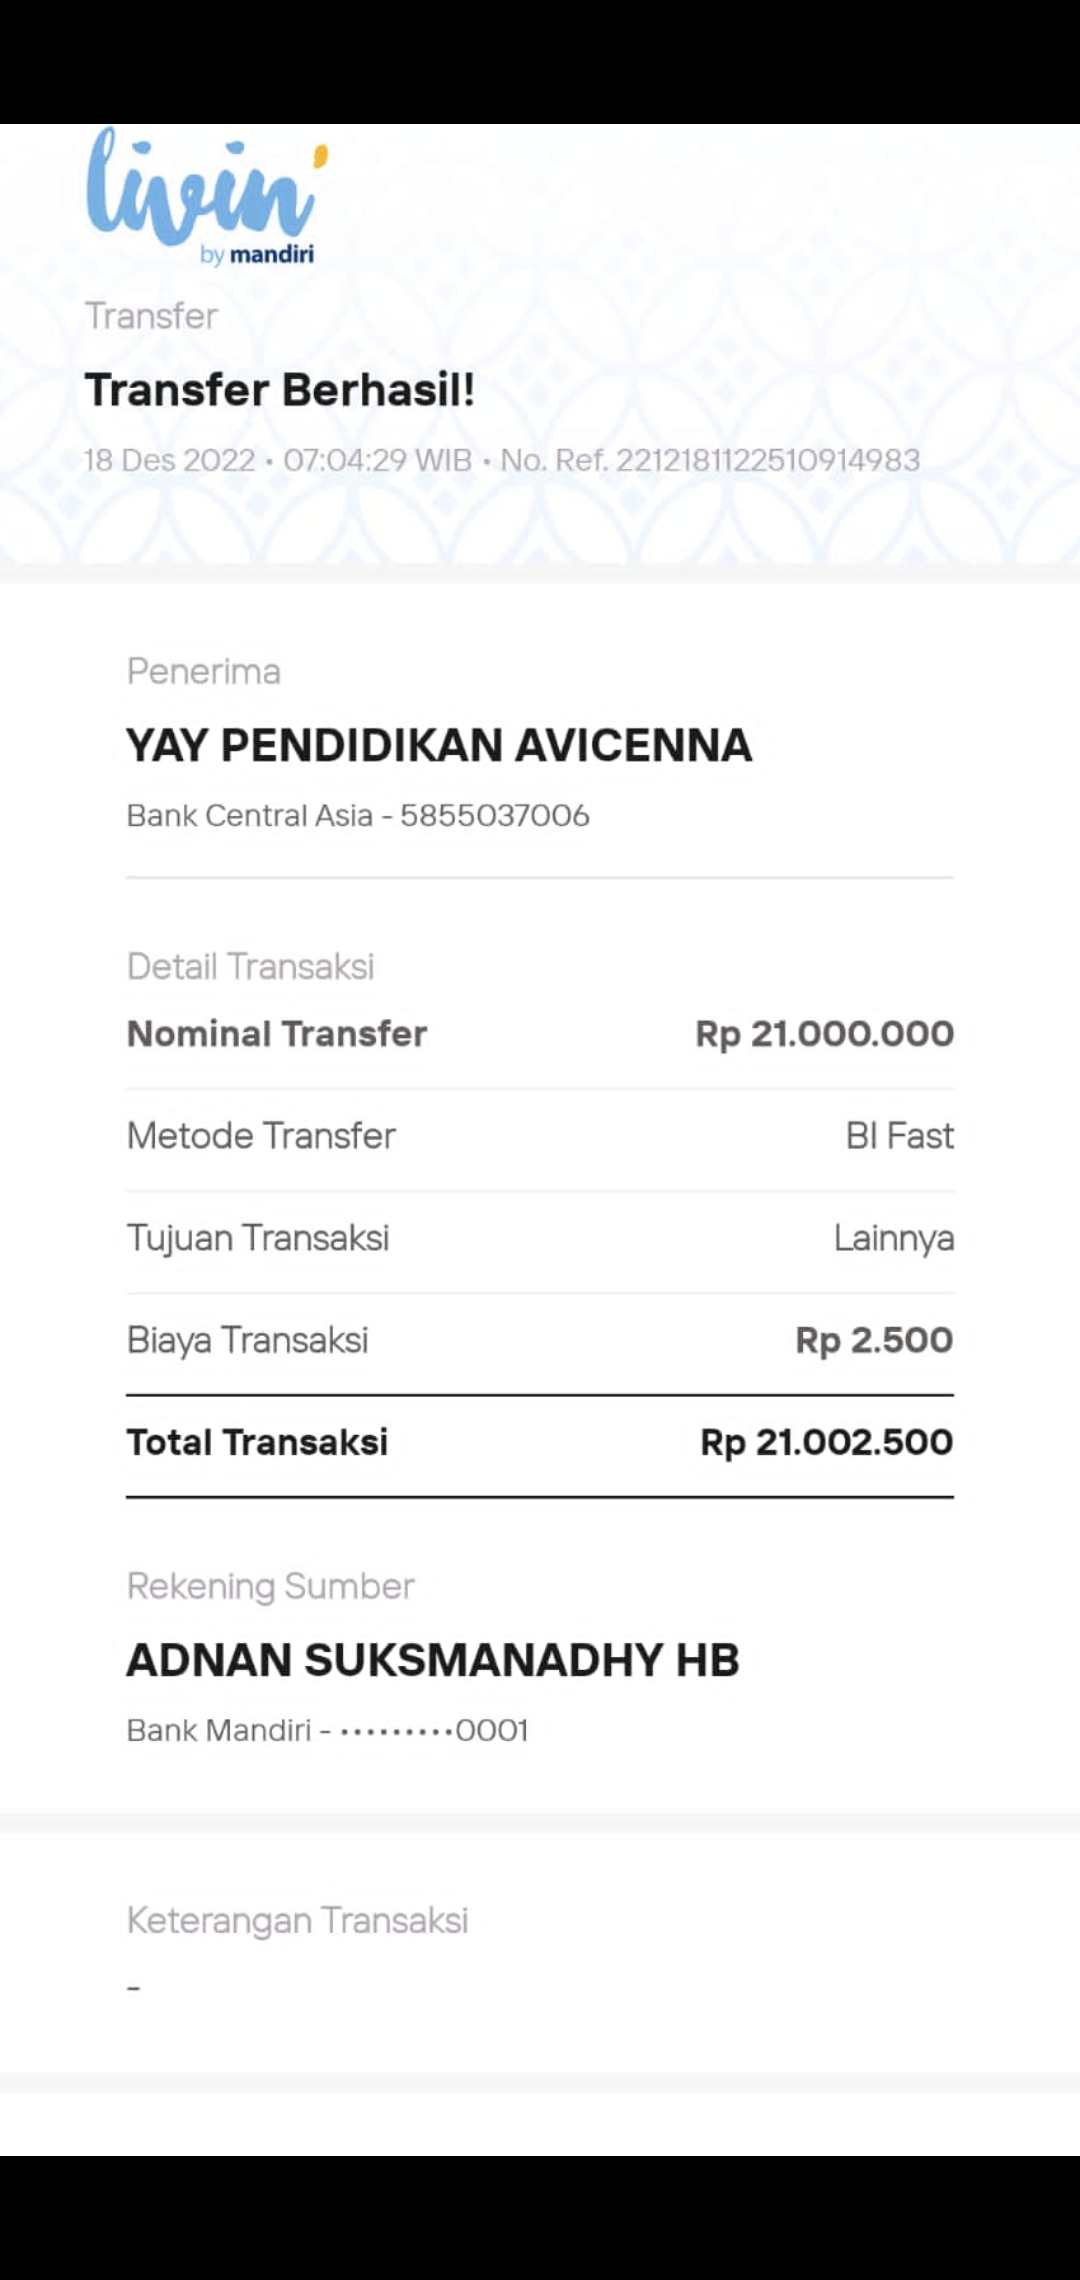 livin'
by mandiri
Transfer
Transfer Berhasil!
18 Des 2022 • 07:04:29 WIB • No. Ref. 2212181122510914983
Penerima
YAY PENDIDIKAN AVICENNA
Bank Central Asia - 5855037006
Detail Transaksi
Nominal Transfer Rp 21.000.000
Metode Transfer BI Fast
Tujuan Transaksi Lainnya
Biaya Transaksi Rp 2.500
Total Transaksi Rp 21.002.500
Rekening Sumber
ADNAN SUKSMANADHY HB
Bank Mandiri - •••••••••0001
Keterangan Transaksi
-